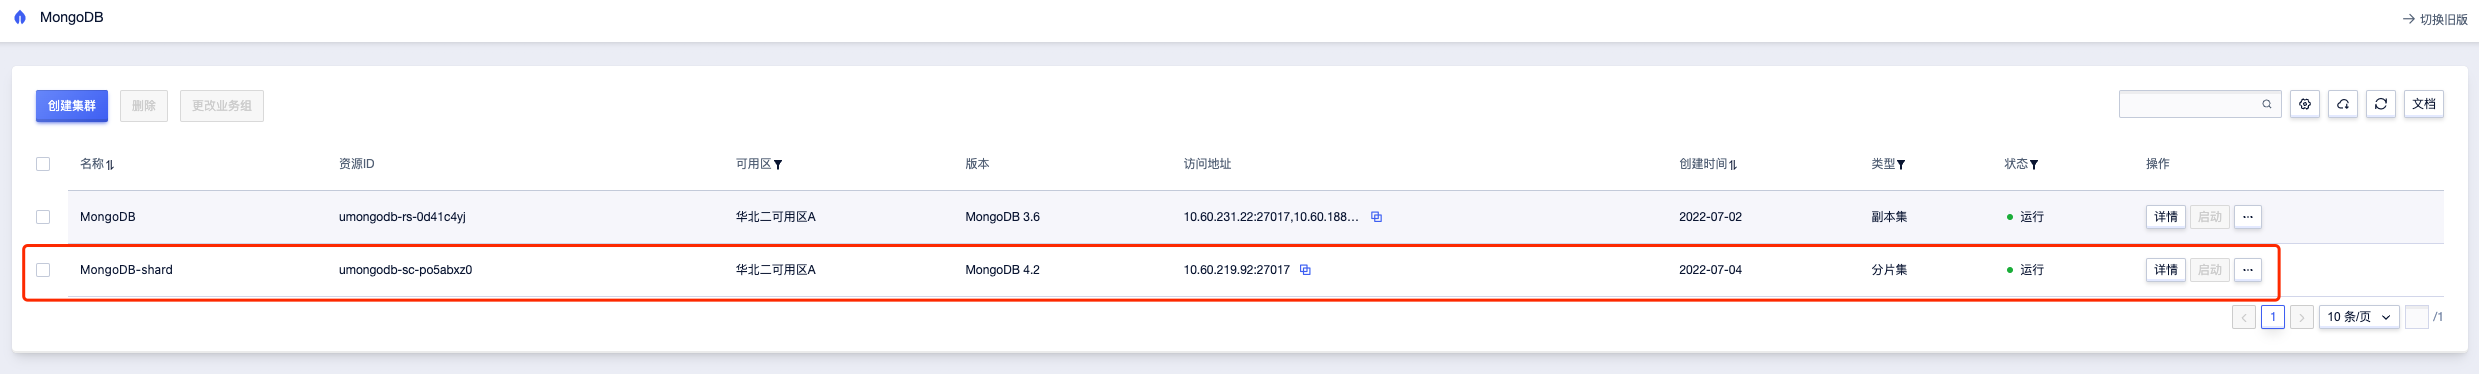 MongoDB
切换旧版
创建集群 删除 更改业务组 文档
名称 资源ID 可用区 版本 访问地址 创建时间 类型 状态 操作
MongoDB umongodb-rs-0d41c4yj 华北二可用区A MongoDB 3.6 10.60.231.22:27017,10.60.188... 2022-07-02 副本集 运行 详情 启动 ...
MongoDB-shard umongodb-sc-po5abxz0 华北二可用区A MongoDB 4.2 10.60.219.92:27017 2022-07-04 分片集 运行 详情 启动 ...
1 10 条/页 /1